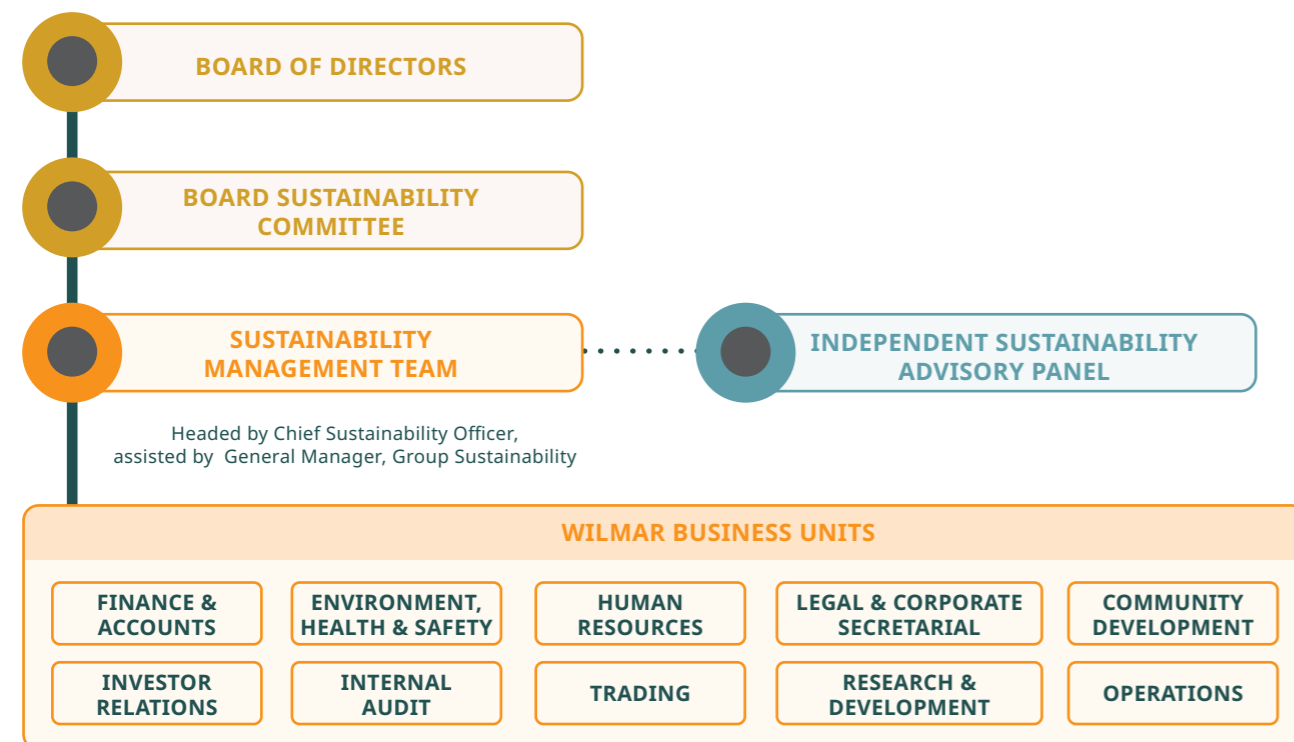 BOARD OF DIRECTORS
BOARD SUSTAINABILITY
COMMITTEE
SUSTAINABILITY
MANAGEMENT TEAM
INDEPENDENT SUSTAINABILITY
ADVISORY PANEL
Headed by Chief Sustainability Officer,
assisted by General Manager, Group Sustainability
WILMAR BUSINESS UNITS
FINANCE &
ACCOUNTS
ENVIRONMENT,
HEALTH & SAFETY
HUMAN
RESOURCES
LEGAL & CORPORATE
SECRETARIAL
COMMUNITY
DEVELOPMENT
INVESTOR
RELATIONS
INTERNAL
AUDIT
TRADING
RESEARCH &
DEVELOPMENT
OPERATIONS